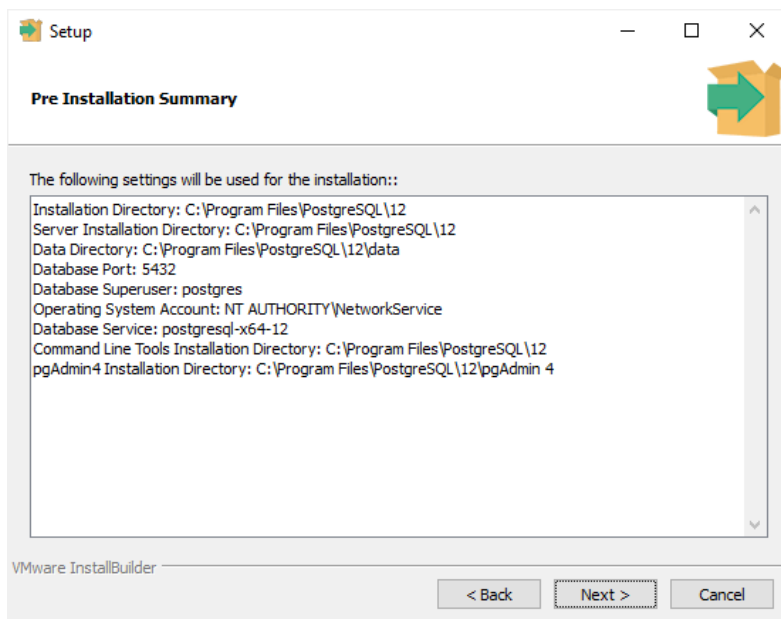 Setup
Pre Installation Summary
The following settings will be used for the installation::
Installation Directory: C:\Program Files\PostgreSQL\12
Server Installation Directory: C:\Program Files\PostgreSQL\12
Data Directory: C:\Program Files\PostgreSQL\12\data
Database Port: 5432
Database Superuser: postgres
Operating System Account: NT AUTHORITY\NetworkService
Database Service: postgresql-x64-12
Command Line Tools Installation Directory: C:\Program Files\PostgreSQL\12
pgAdmin4 Installation Directory: C:\Program Files\PostgreSQL\12\pgAdmin 4
VMware InstallBuilder
< Back Next > Cancel